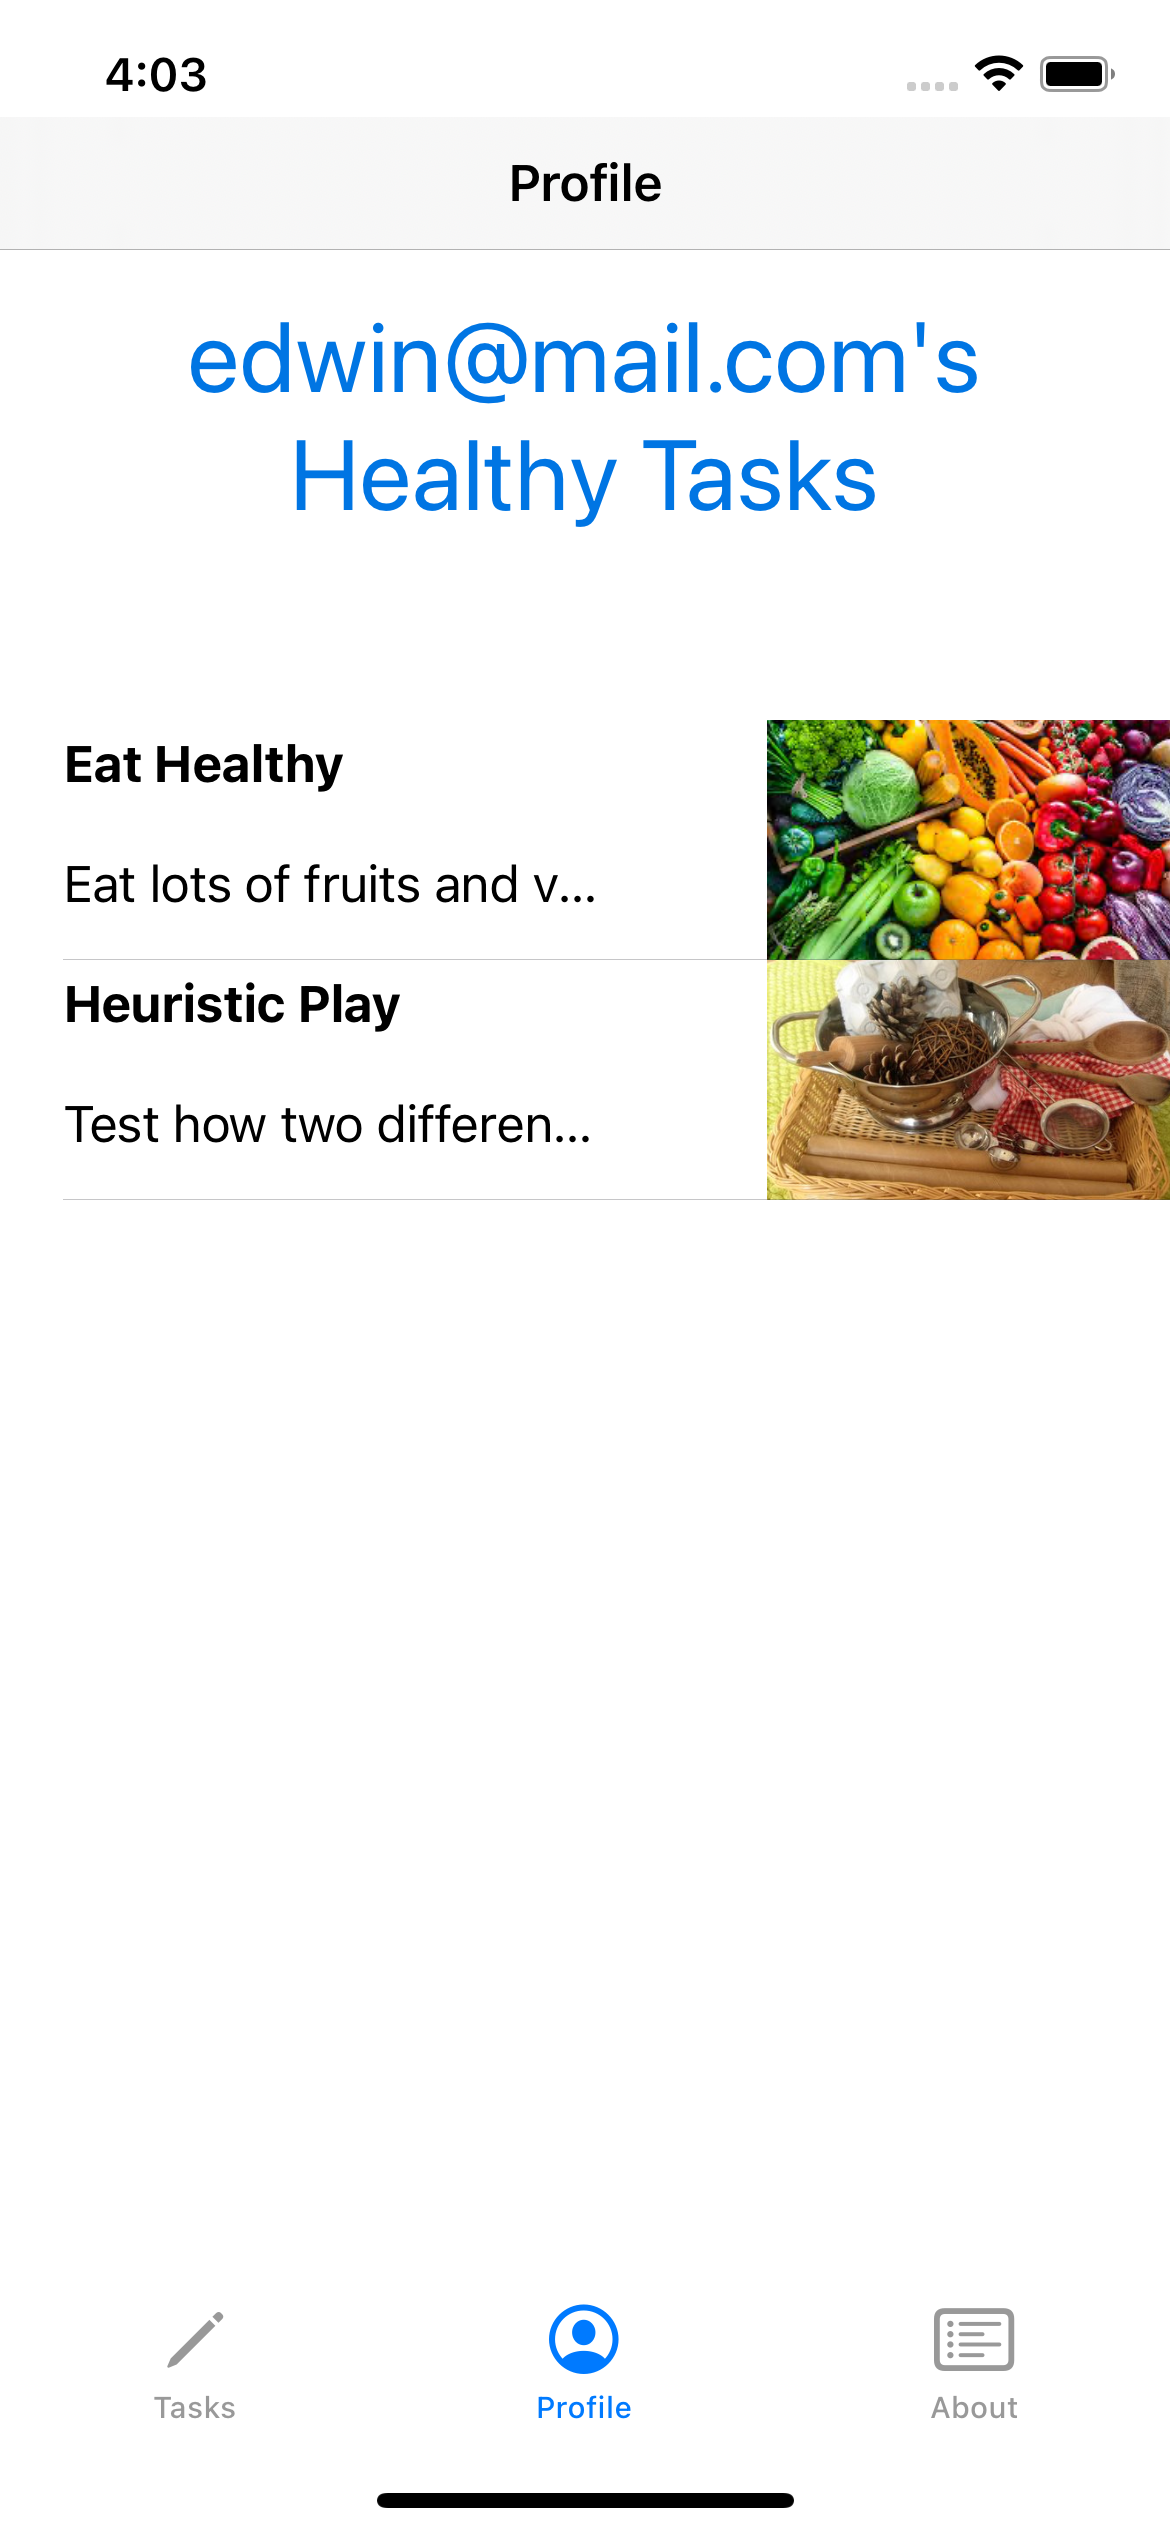 4:03
Profile
edwin@mail.com's
Healthy Tasks
Eat Healthy
Eat lots of fruits and v...
Heuristic Play
Test how two differen...
Tasks
Profile
About